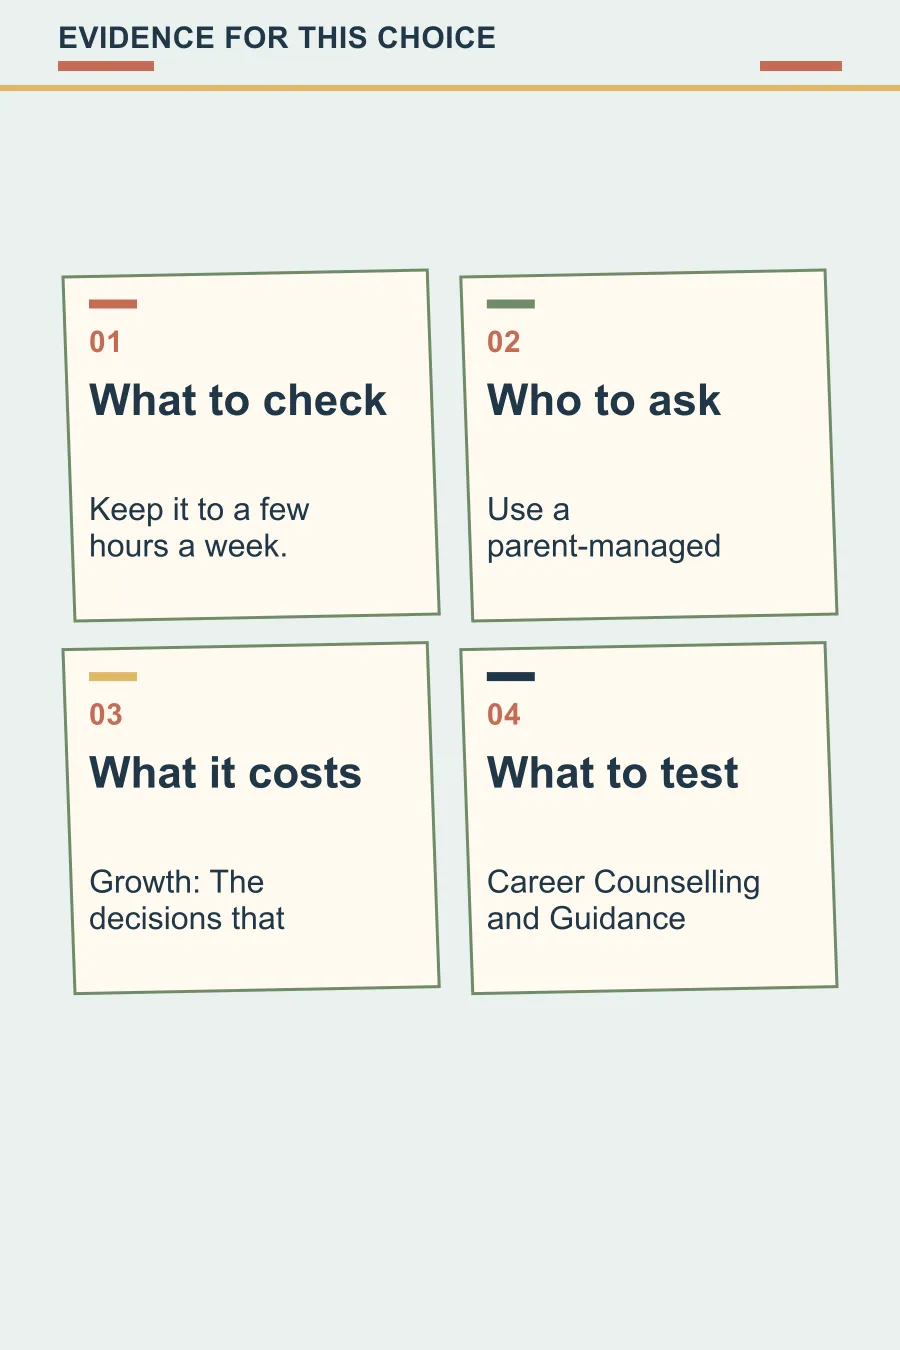 EVIDENCE FOR THIS CHOICE
01
What to check
Keep it to a few
hours a week.
02
Who to ask
Use a
parent-managed
03
What it costs
Growth: The
decisions that
04
What to test
Career Counselling
and Guidance